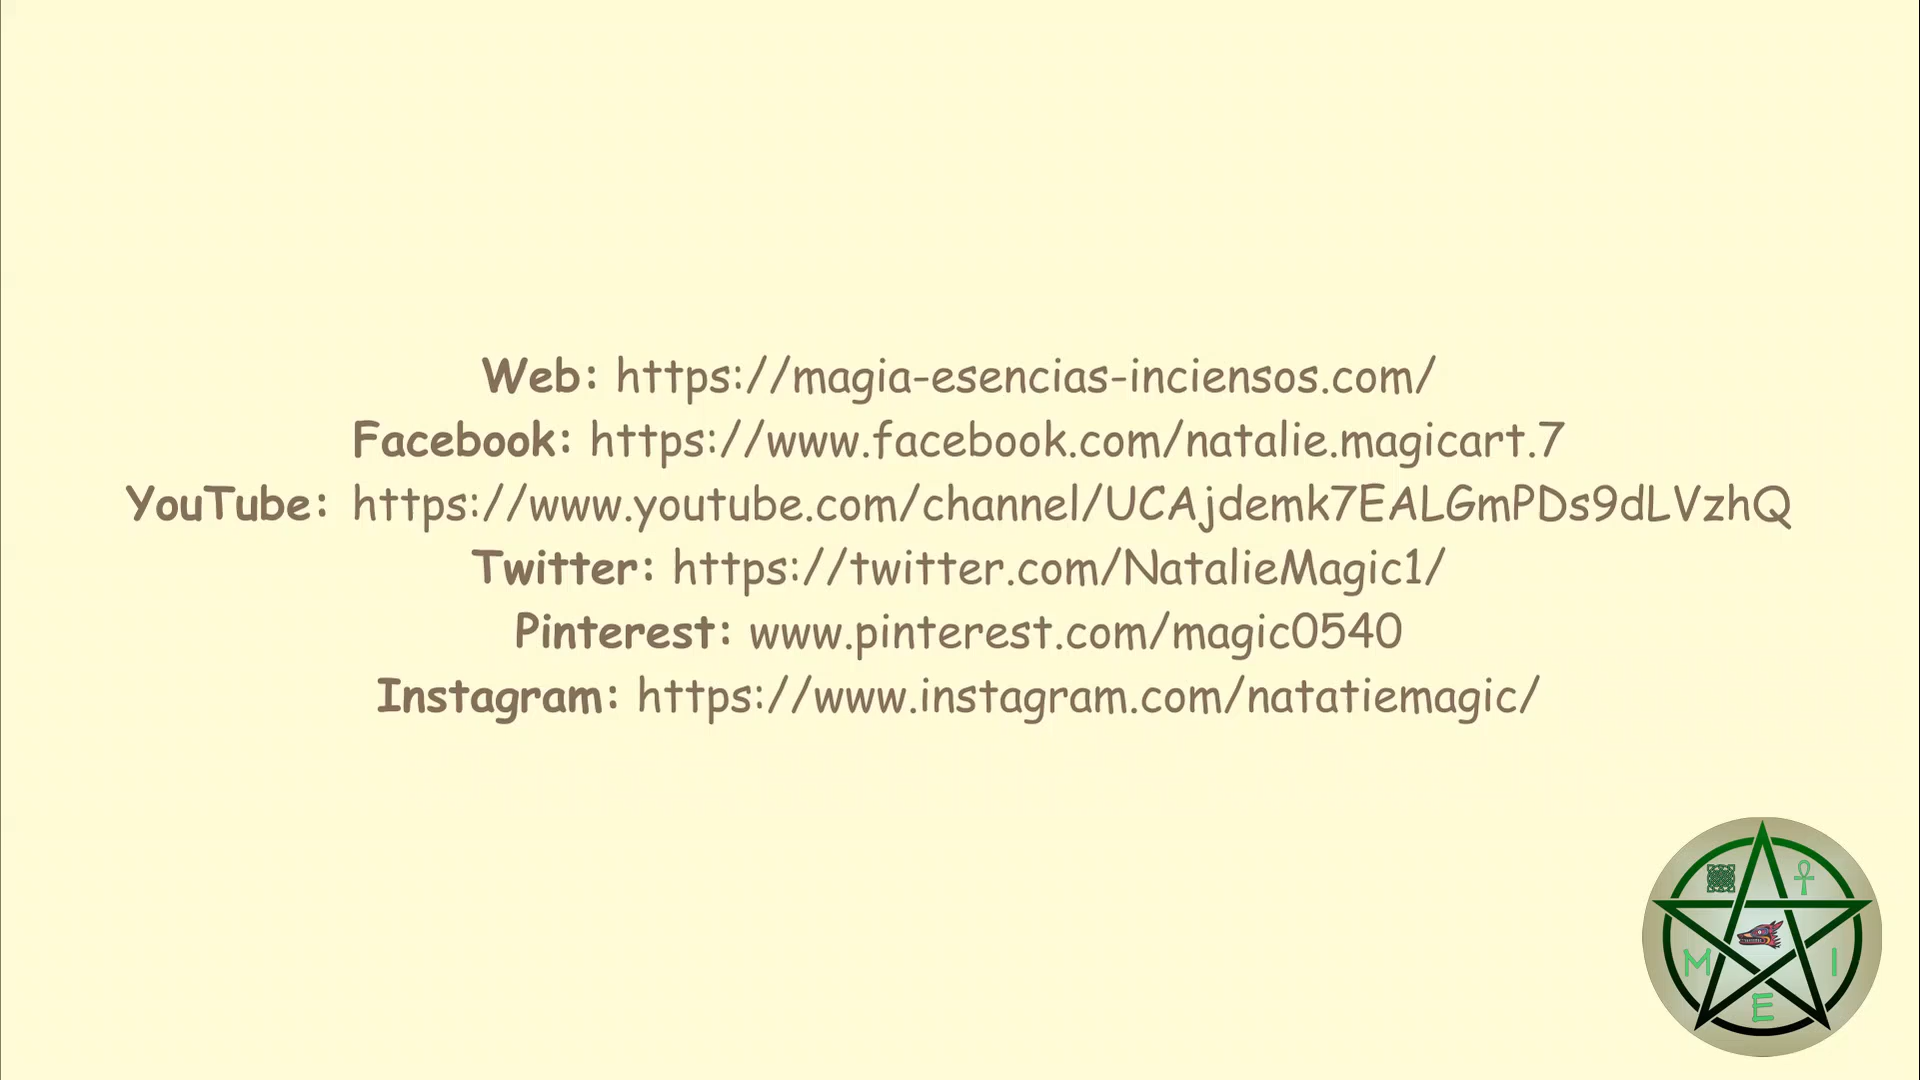 Web: https://magia-esencias-inciensos.com/
Facebook: https://www.facebook.com/natalie.magicart.7
YouTube: https://www.youtube.com/channel/UCAjdemk7EALGmPDs9dLVzhQ
Twitter: https://twitter.com/NatalieMagic1/
Pinterest: www.pinterest.com/magic0540
Instagram: https://www.instagram.com/natatiemagic/
M E I